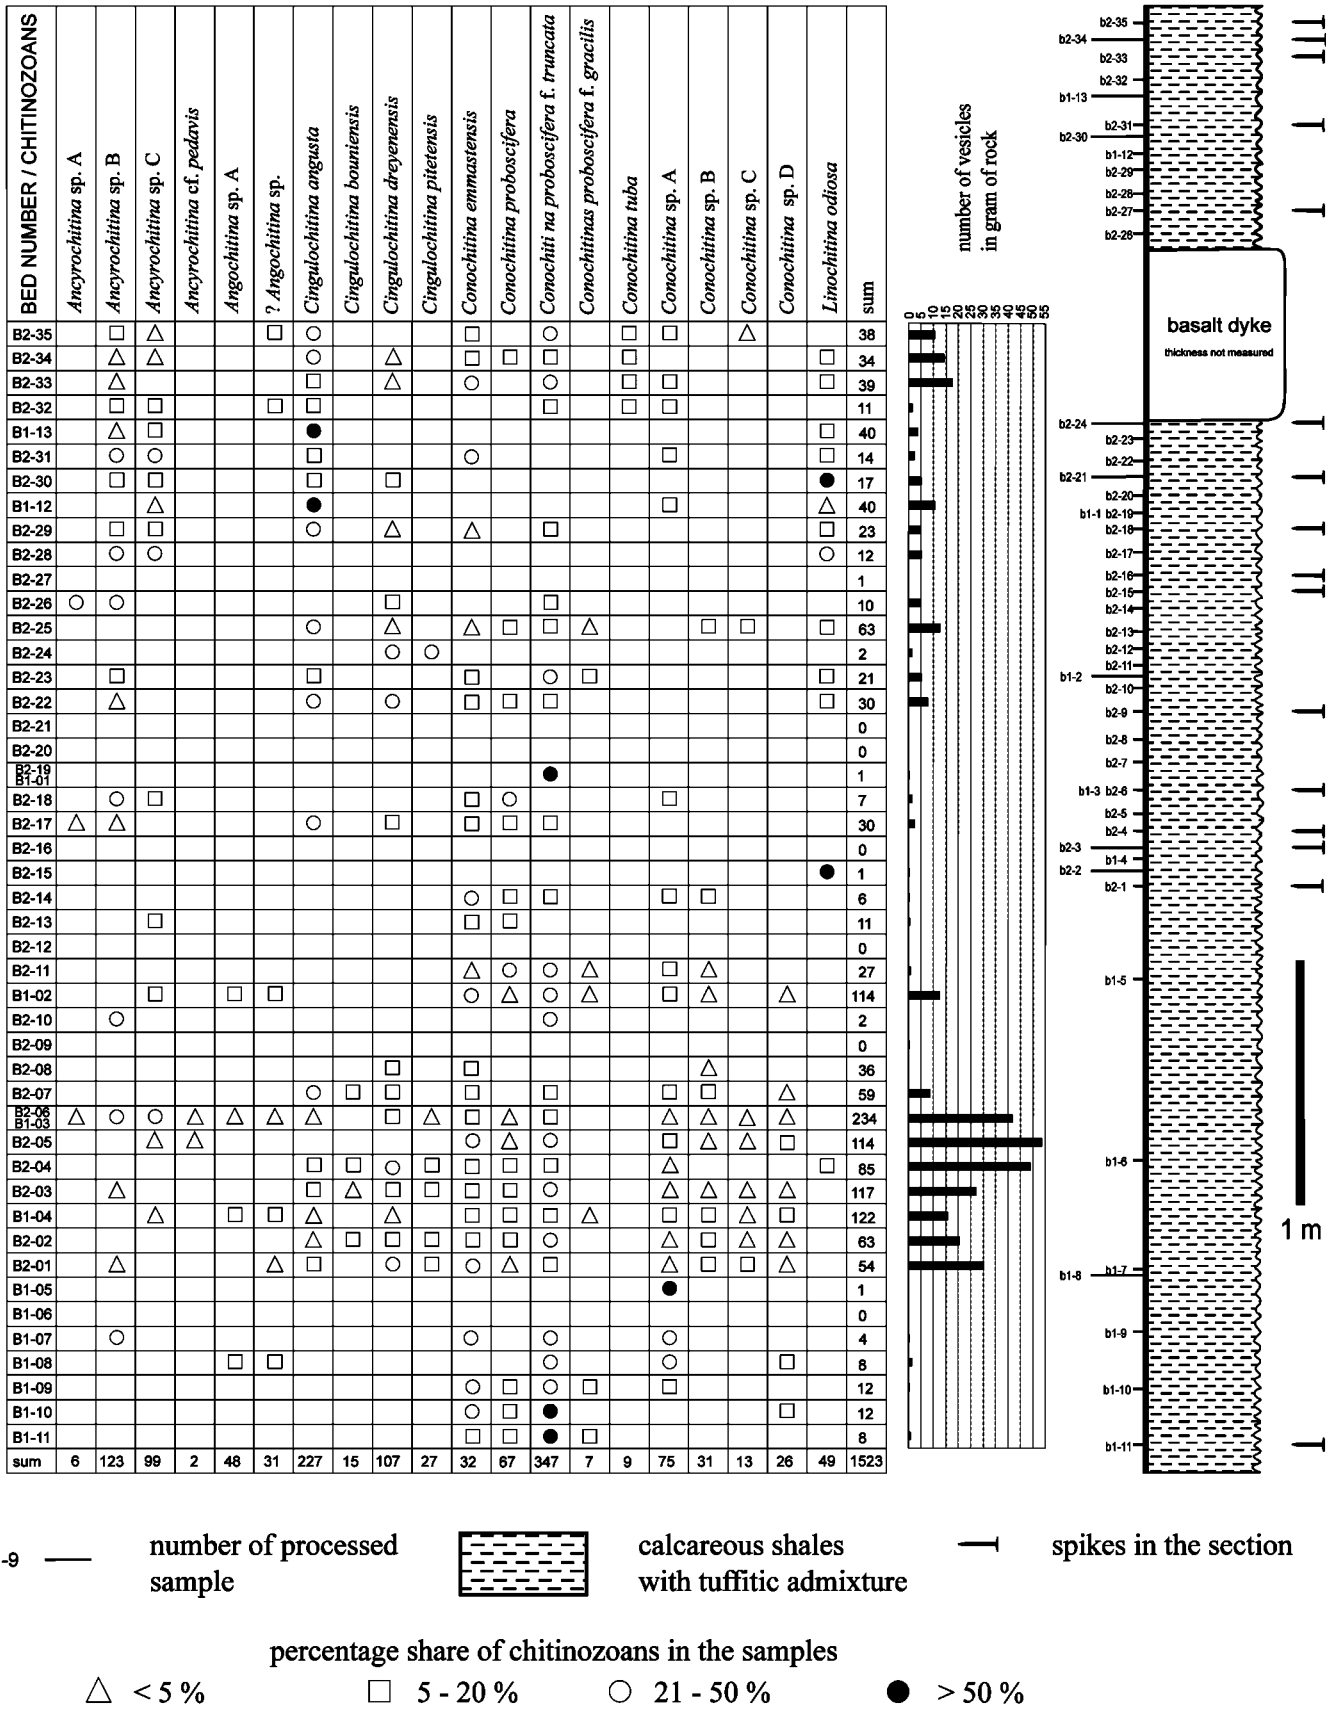 BED NUMBER / CHITINOZOANS
Ancyrochitina sp. A
Ancyrochitina sp. B
Ancyrochitina sp. C
Ancyrochitina cf. pedavis
Angochitina sp. A
? Angochitina sp.
Cingulochitina angusta
Cingulochitina bouniensis
Cingulochitina dreyenensis
Cingulochitina pitetensis
Conochitina emmastensis
Conochitina proboscifera
Conochiti na proboscifera f. truncata
Conochitinas proboscifera f. gracilis
Conochitina tuba
Conochitina sp. A
Conochitina sp. B
Conochitina sp. C
Conochitina sp. D
Linochitina odiosa
sum
number of vesicles
in gram of rock
0 5 10 15 20 25 30 35 40 45 50 55
B2-35 38
B2-34 34
B2-33 39
B2-32 11
B1-13 40
B2-31 14
B2-30 17
B1-12 40
B2-29 23
B2-28 12
B2-27 1
B2-26 10
B2-25 63
B2-24 2
B2-23 21
B2-22 30
B2-21 0
B2-20 0
B2-19
B1-01 1
B2-18 7
B2-17 30
B2-16 0
B2-15 1
B2-14 6
B2-13 11
B2-12 0
B2-11 27
B1-02 114
B2-10 2
B2-09 0
B2-08 36
B2-07 59
B2-06
B1-03 234
B2-05 114
B2-04 85
B2-03 117
B1-04 122
B2-02 63
B2-01 54
B1-05 1
B1-06 0
B1-07 4
B1-08 8
B1-09 12
B1-10 12
B1-11 8
sum 6 123 99 2 48 31 227 15 107 27 32 67 347 7 9 75 31 13 26 49 1523
b2-35
b2-34
b2-33
b2-32
b1-13
b2-31
b2-30
b1-12
b2-29
b2-28
b2-27
b2-26
basalt dyke
thickness not measured
b2-24
b2-23
b2-22
b2-21
b2-20
b1-1 b2-19
b2-18
b2-17
b2-16
b2-15
b2-14
b2-13
b2-12
b2-11
b1-2
b2-10
b2-9
b2-8
b2-7
b1-3 b2-6
b2-5
b2-4
b2-3
b1-4
b2-2
b2-1
b1-5
b1-6
1 m
b1-7
b1-8
b1-9
b1-10
b1-11
-9
number of processed
sample
calcareous shales
with tuffitic admixture
spikes in the section
percentage share of chitinozoans in the samples
< 5 %
5 - 20 %
21 - 50 %
> 50 %